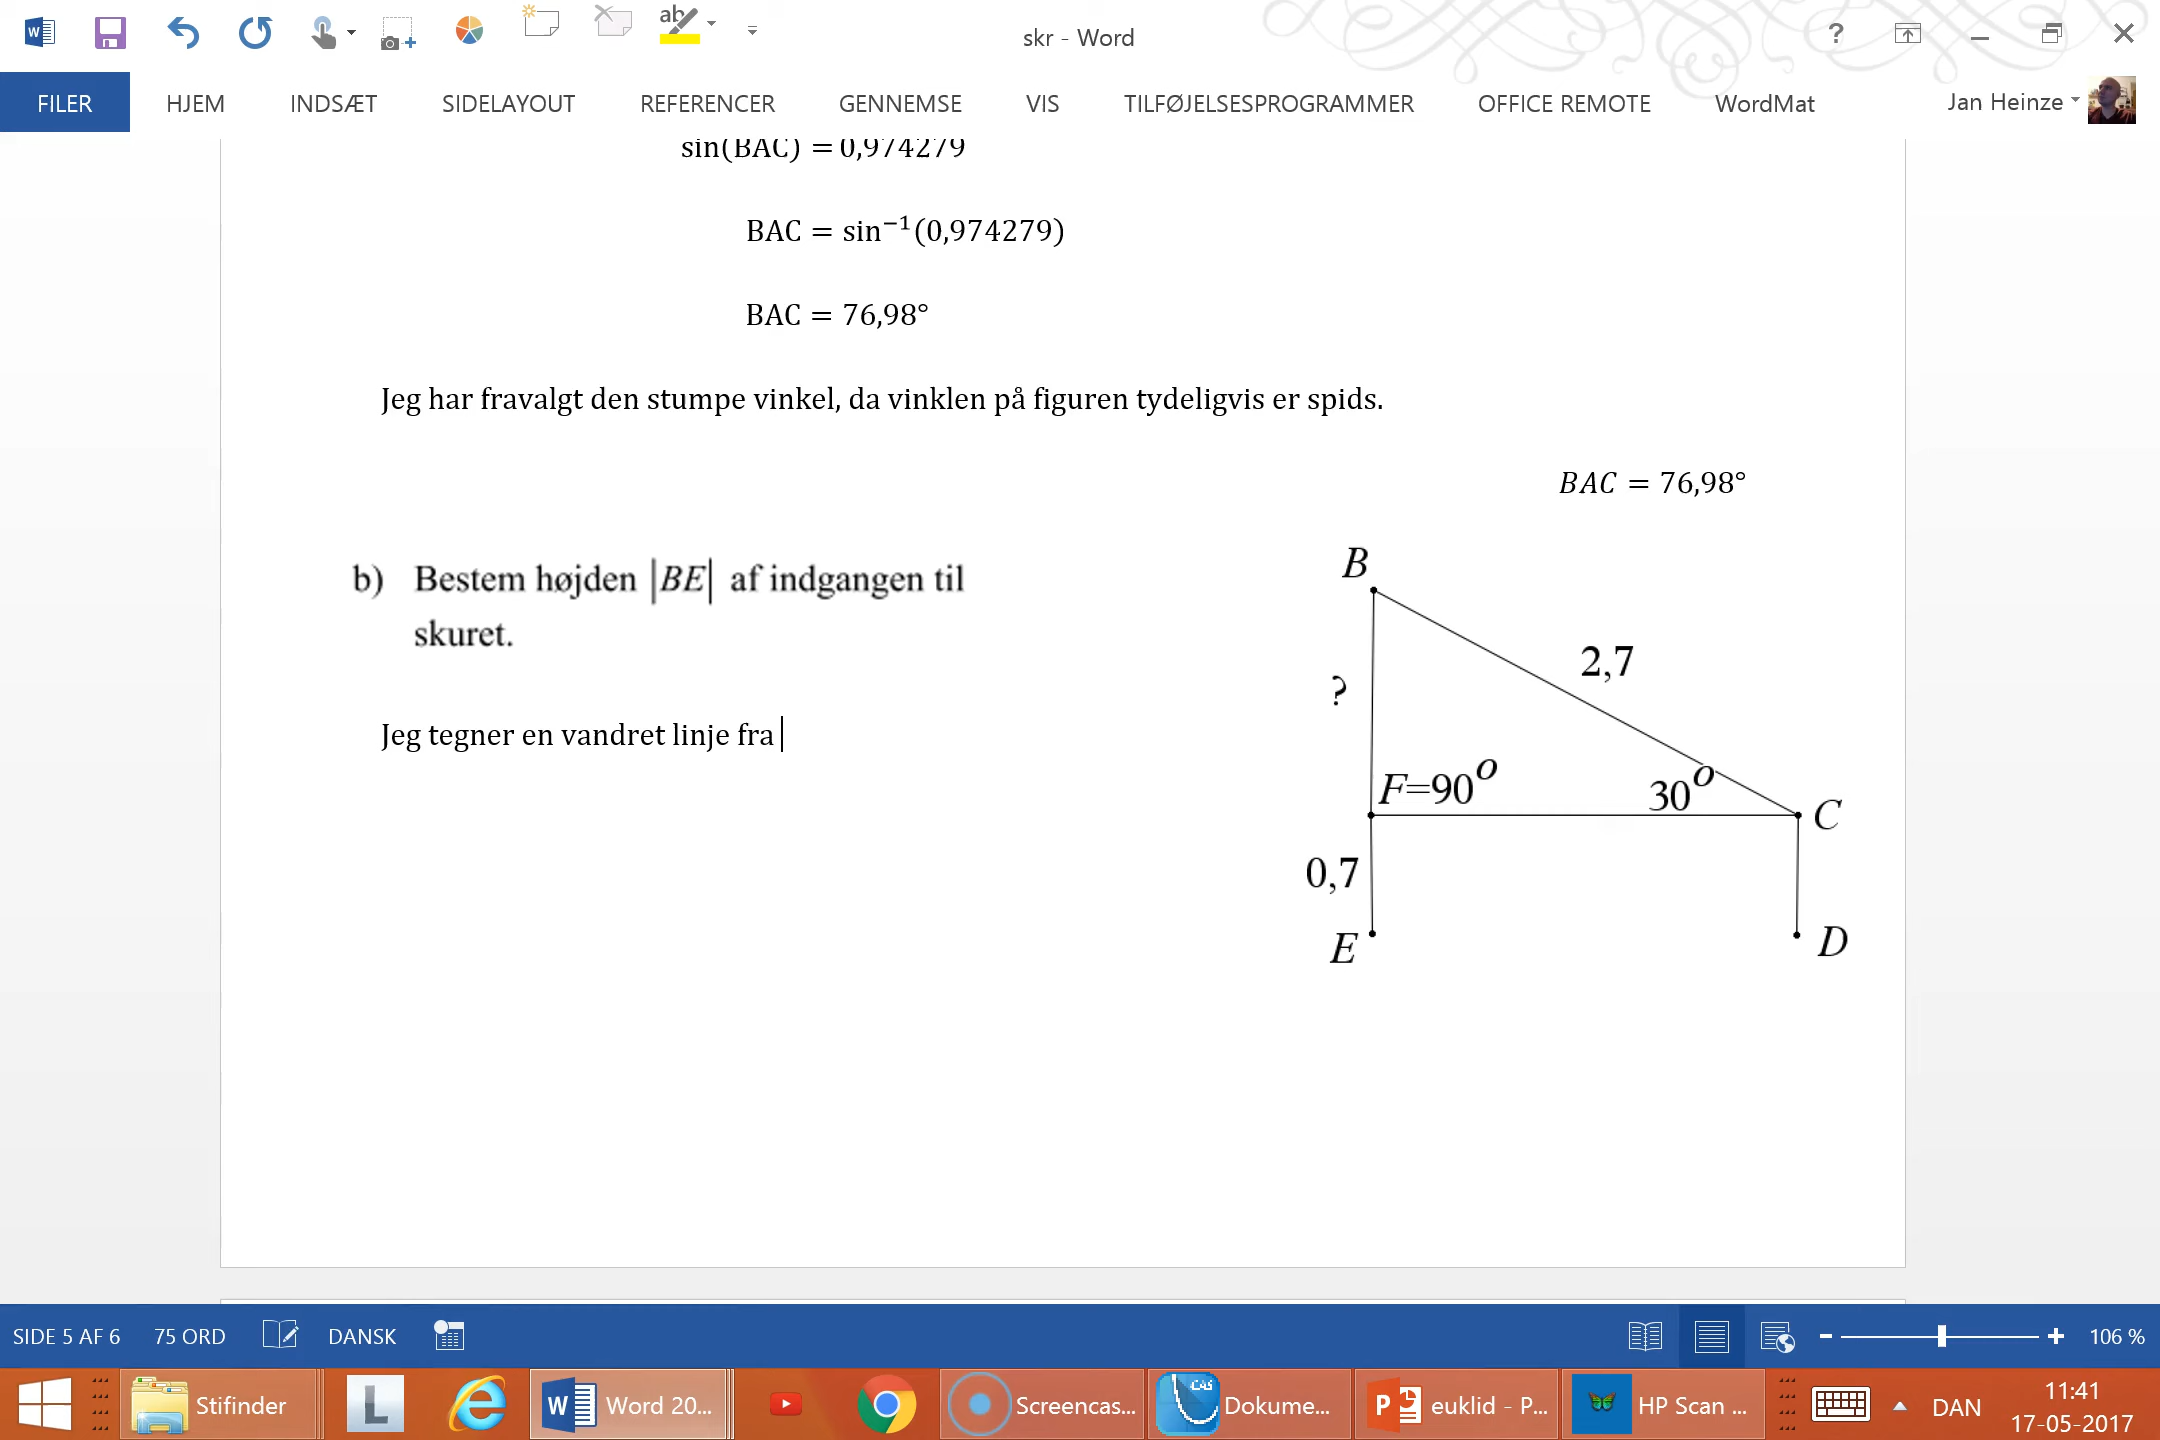 skr - Word
FILER HJEM INDSÆT SIDELAYOUT REFERENCER GENNEMSE VIS TILFØJELSESPROGRAMMER OFFICE REMOTE WordMat Jan Heinze
sin(BAC) = 0,974279
BAC = sin⁻¹(0,974279)
BAC = 76,98°
Jeg har fravalgt den stumpe vinkel, da vinklen på figuren tydeligvis er spids.
BAC = 76,98°
b) Bestem højden |BE| af indgangen til
skuret.
Jeg tegner en vandret linje fra
B
2,7
?
F=90°
30°
C
0,7
E
D
SIDE 5 AF 6 75 ORD DANSK 106 %
Stifinder Word 20... Screencas... Dokume... euklid - P... HP Scan ... DAN 11:41
17-05-2017